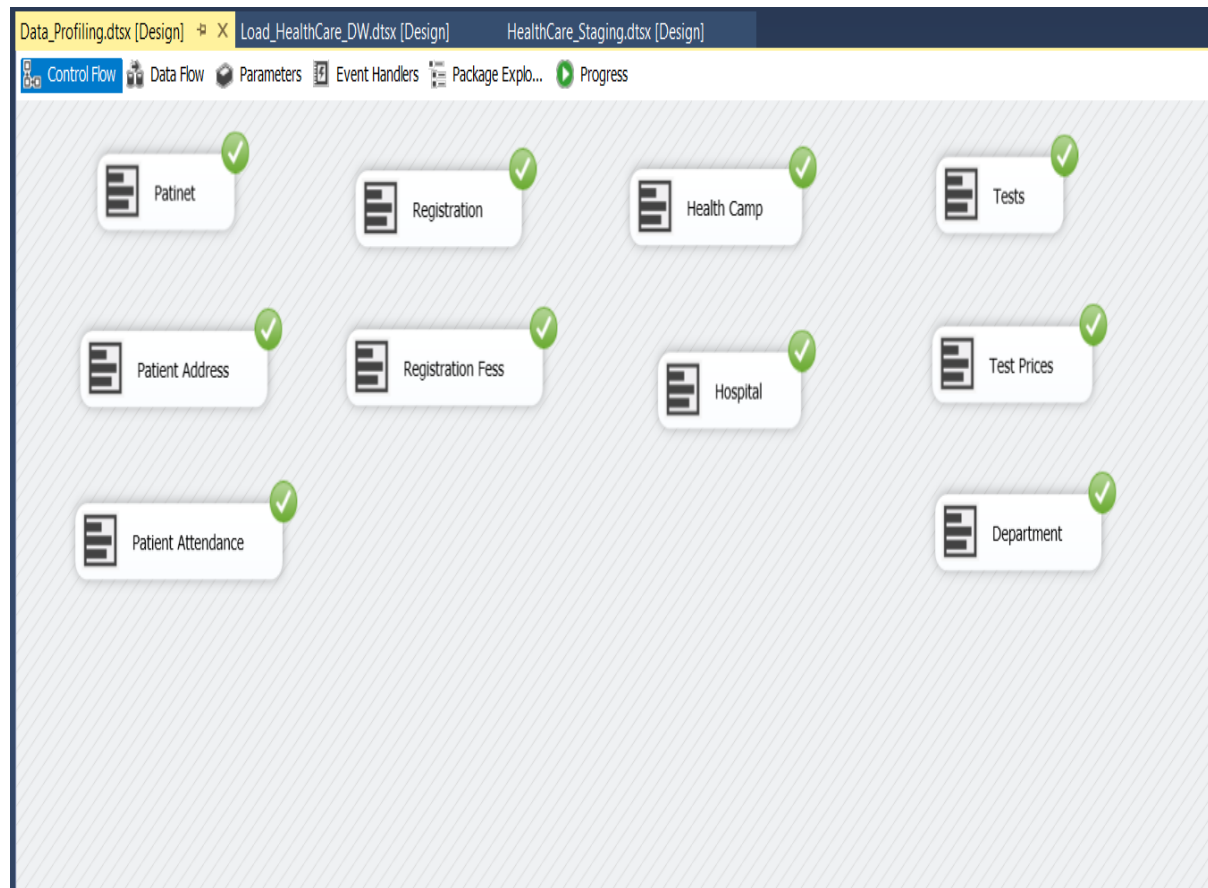 Data_Profiling.dtsx [Design] Load_HealthCare_DW.dtsx [Design] HealthCare_Staging.dtsx [Design]
Control Flow Data Flow Parameters Event Handlers Package Explo... Progress
Patinet
Registration
Health Camp
Tests
Patient Address
Registration Fess
Hospital
Test Prices
Patient Attendance
Department